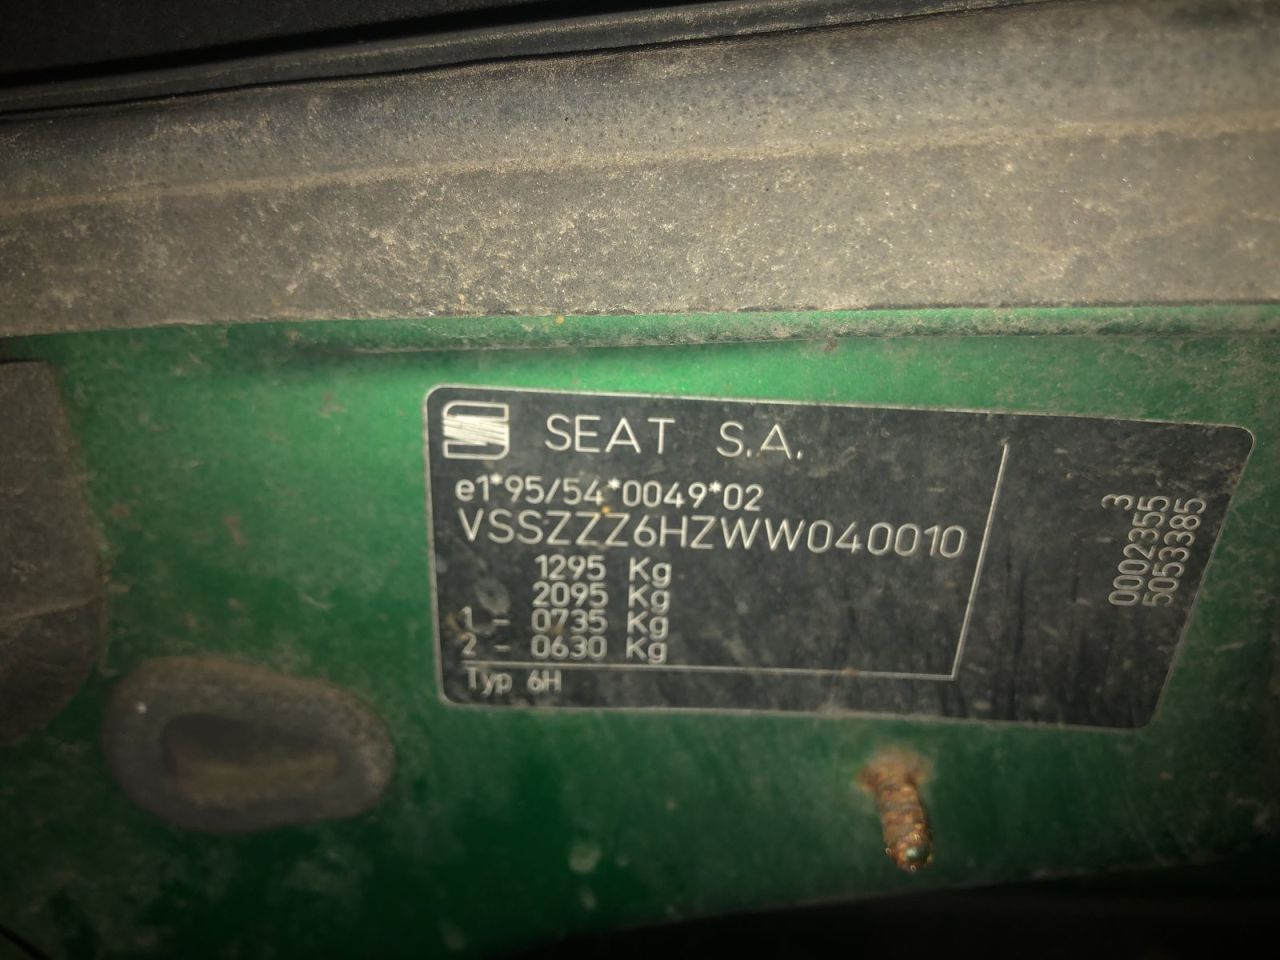 SEAT S.A.
e1*95/54*0049*02
VSSZZZ6HZWW040010
1295 Kg
2095 Kg
1 - 0735 Kg
2 - 0630 Kg
Typ 6H
3
0002355
5053385